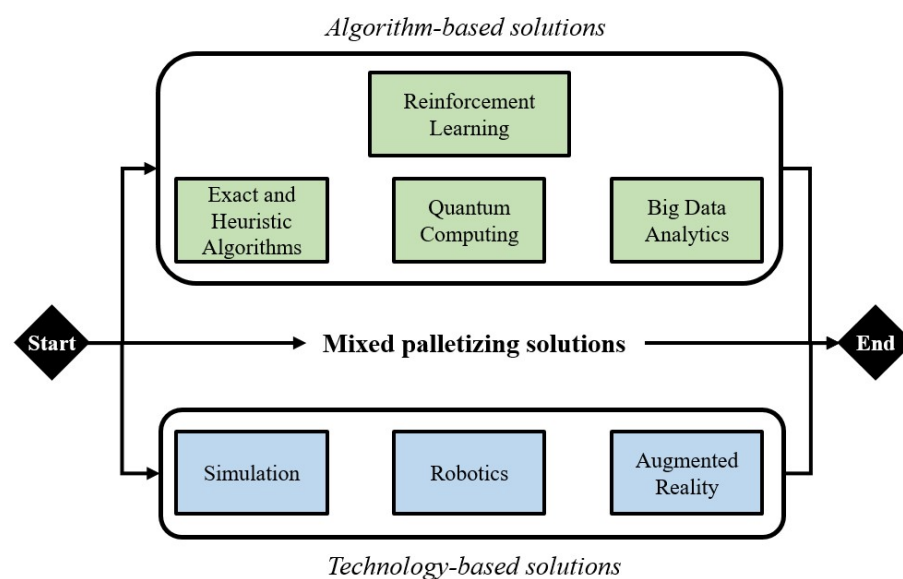 Algorithm-based solutions
Reinforcement
Learning
Exact and
Heuristic
Algorithms
Quantum
Computing
Big Data
Analytics
Start
Mixed palletizing solutions
End
Simulation
Robotics
Augmented
Reality
Technology-based solutions